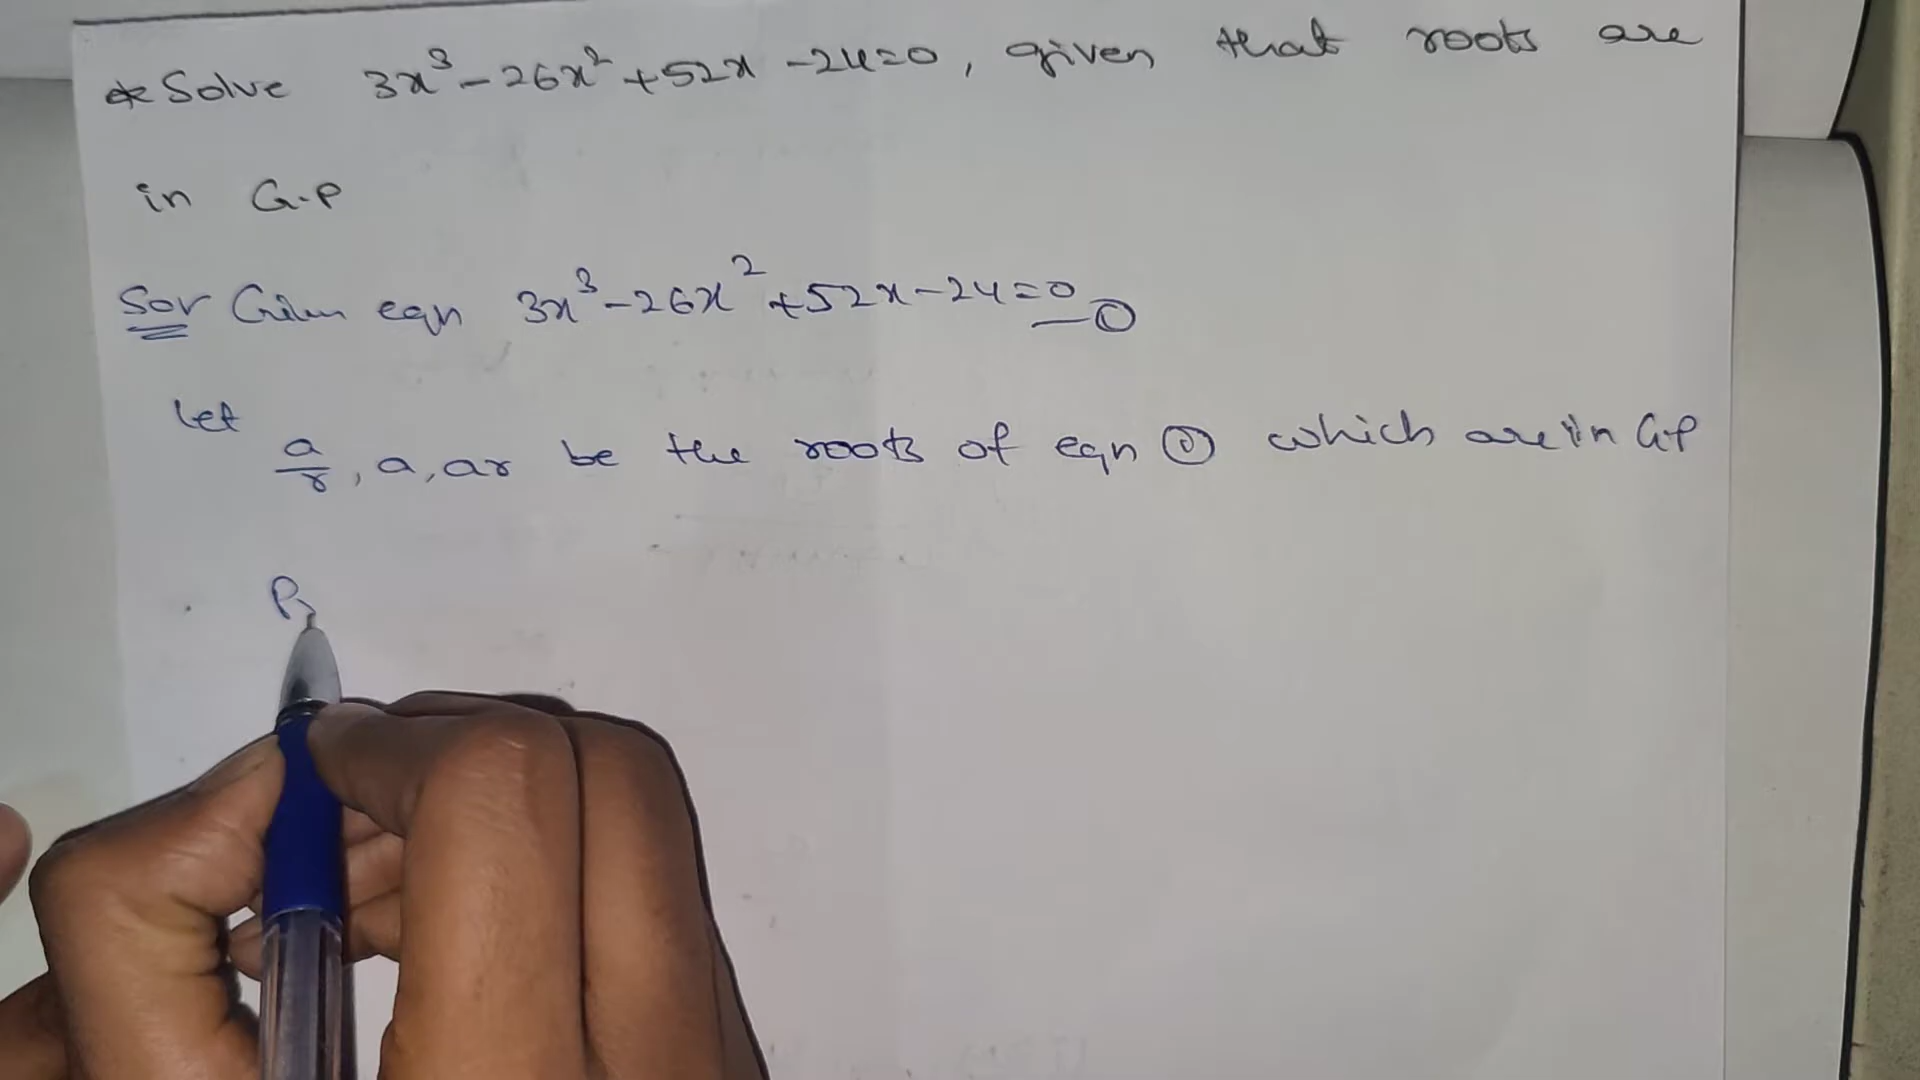 * Solve 3x³ - 26x² + 52x - 24 = 0, given that roots are
in G.P
Sol Given eqn 3x³ - 26x² + 52x - 24 = 0 — ①
Let a/r, a, ar be the roots of eqn ① which are in G.P
Pr